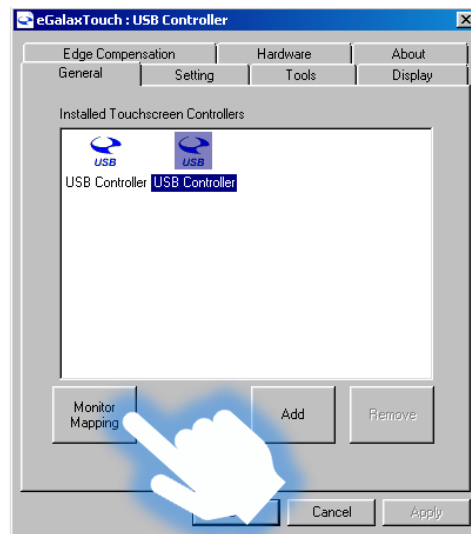 eGalaxTouch : USB Controller
Edge Compensation Hardware About
General Setting Tools Display
Installed Touchscreen Controllers
USB USB
USB Controller USB Controller
Monitor
Mapping
Add Remove
Cancel Apply